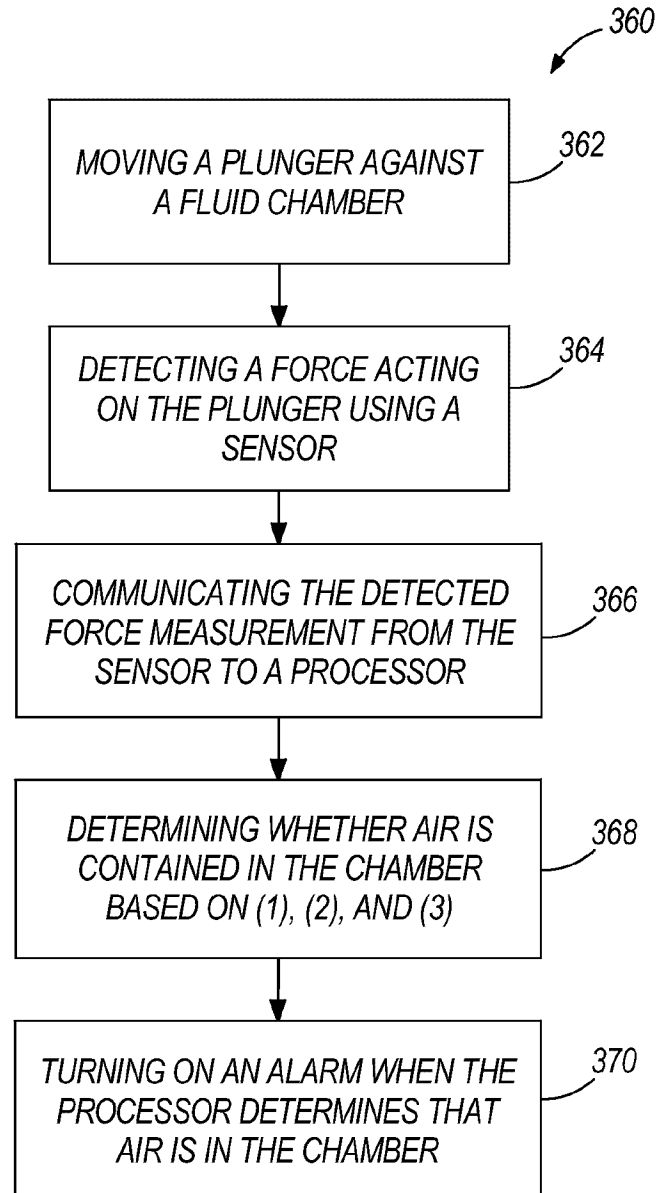 360
MOVING A PLUNGER AGAINST
A FLUID CHAMBER
362
DETECTING A FORCE ACTING
ON THE PLUNGER USING A
SENSOR
364
COMMUNICATING THE DETECTED
FORCE MEASUREMENT FROM THE
SENSOR TO A PROCESSOR
366
DETERMINING WHETHER AIR IS
CONTAINED IN THE CHAMBER
BASED ON (1), (2), AND (3)
368
TURNING ON AN ALARM WHEN THE
PROCESSOR DETERMINES THAT
AIR IS IN THE CHAMBER
370